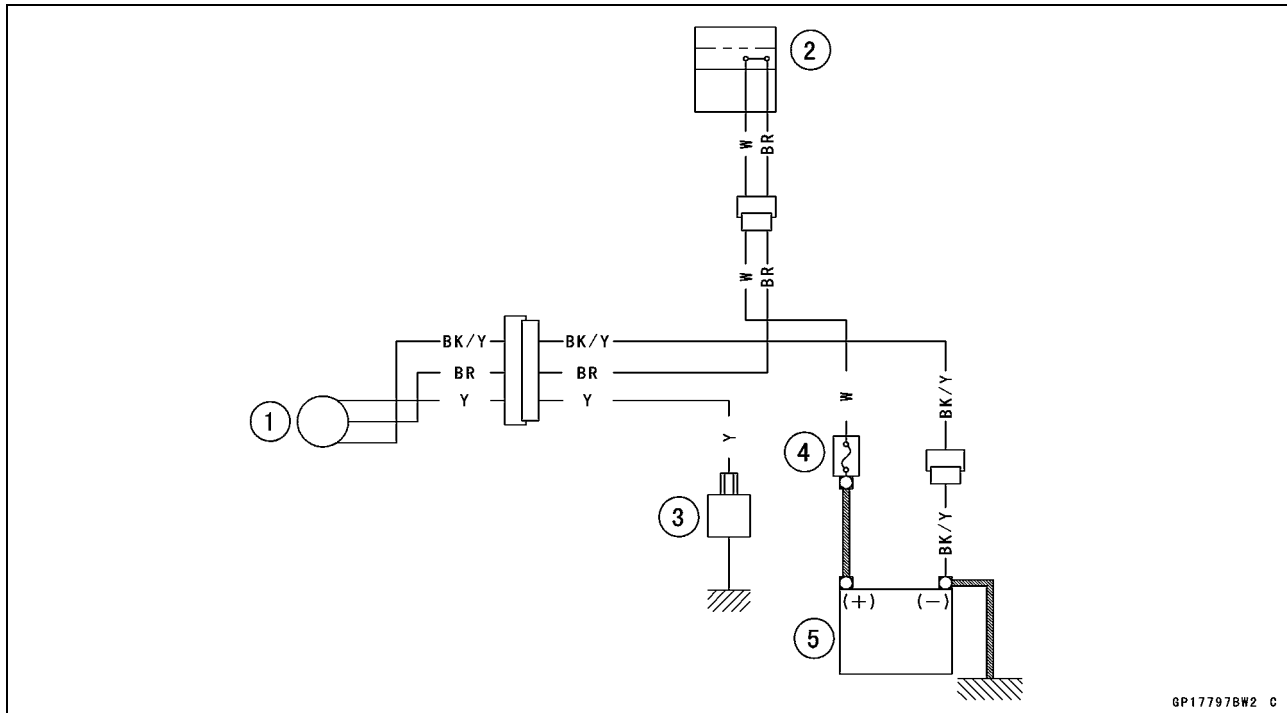 2
W BR
W BR
BK/Y BK/Y
BR BR
Y Y
1
Y
W
BK/Y
4
3
BK/Y
(+) (-)
5
GP17797BW2 C